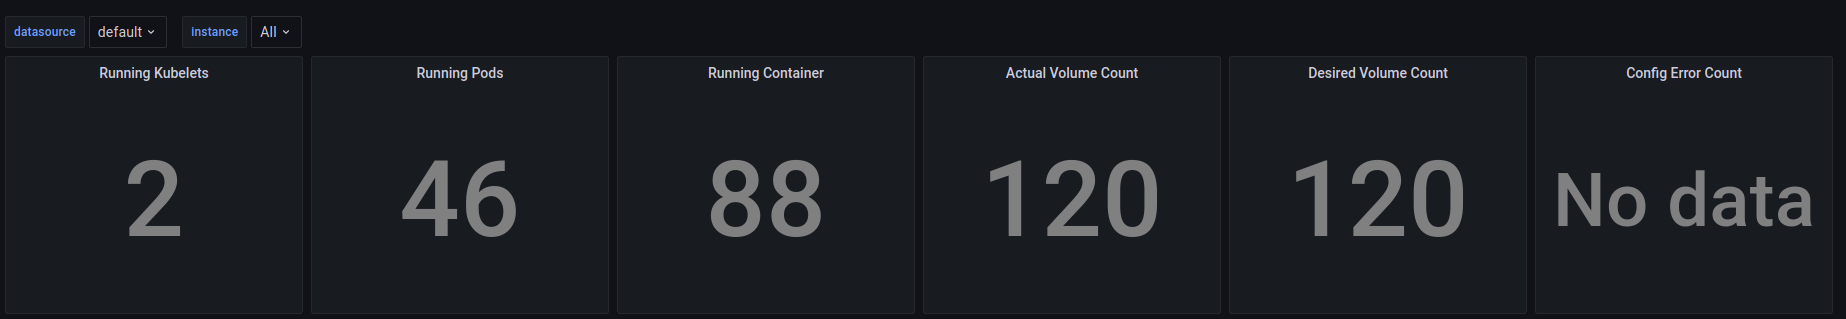 datasource default instance All
Running Kubelets Running Pods Running Container Actual Volume Count Desired Volume Count Config Error Count
2 46 88 120 120 No data